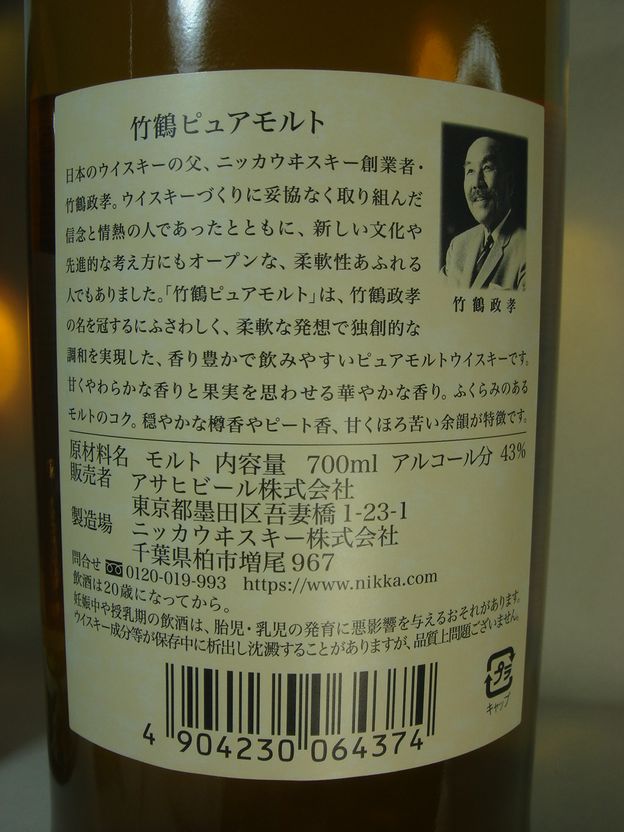 竹鶴ピュアモルト
日本のウイスキーの父、ニッカウヰスキー創業者・
竹鶴政孝。ウイスキーづくりに妥協なく取り組んだ
信念と情熱の人であったとともに、新しい文化や
先進的な考え方にもオープンな、柔軟性あふれる
人でもありました。「竹鶴ピュアモルト」は、竹鶴政孝
の名を冠するにふさわしく、柔軟な発想で独創的な
調和を実現した、香り豊かで飲みやすいピュアモルトウイスキーです。
甘くやわらかな香りと果実を思わせる華やかな香り。ふくらみのある
モルトのコク。穏やかな樽香やピート香、甘くほろ苦い余韻が特徴です。
竹鶴政孝
原材料名 モルト 内容量 700ml アルコール分 43%
販売者 アサヒビール株式会社
東京都墨田区吾妻橋1-23-1
製造場 ニッカウヰスキー株式会社
千葉県柏市増尾967
問合せ 0120-019-993 https://www.nikka.com
飲酒は20歳になってから。
妊娠中や授乳期の飲酒は、胎児・乳児の発育に悪影響を与えるおそれがあります。
ウイスキー成分等が保存中に析出し沈澱することがありますが、品質上問題ございません。
プラ
キャップ
4 904230 064374